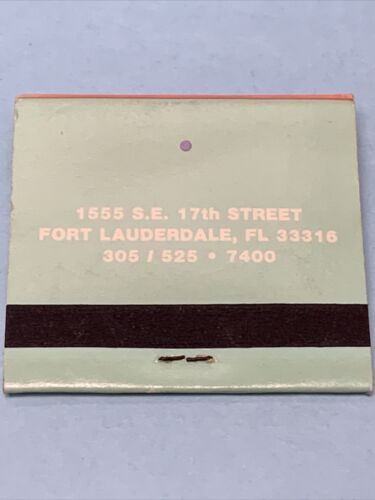 1555 S.E. 17th STREET
FORT LAUDERDALE, FL 33316
305 / 525 • 7400